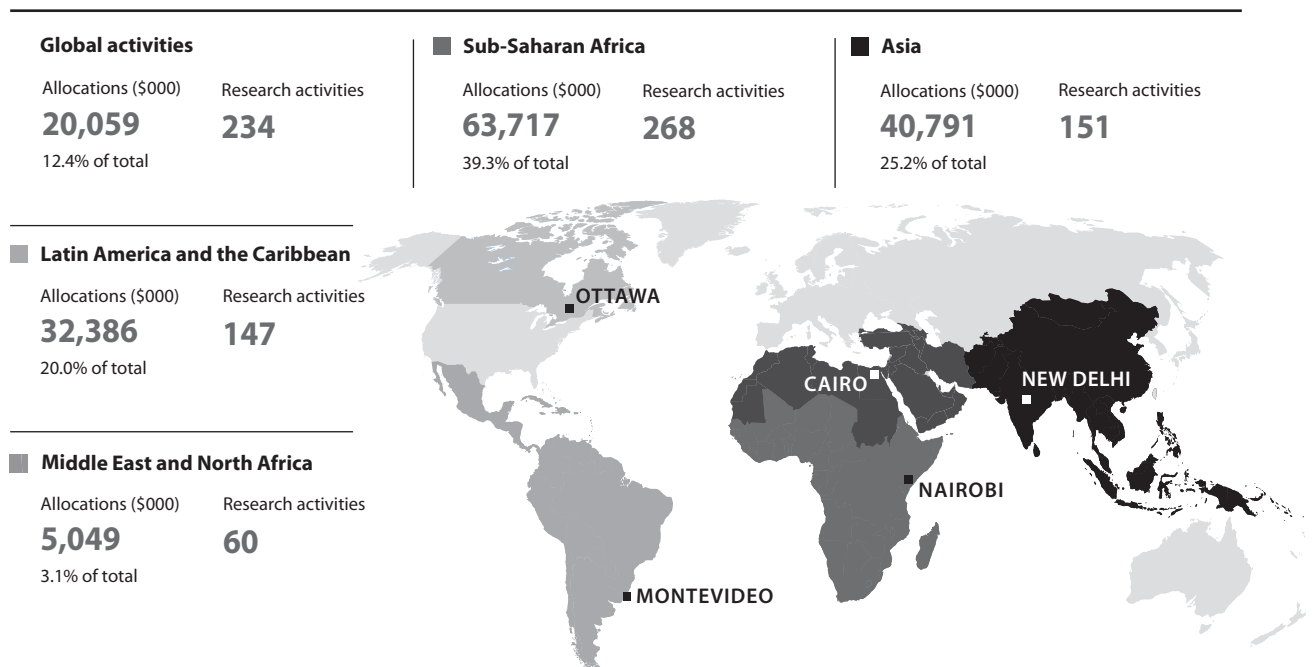 Global activities
Allocations ($000) Research activities
20,059 234
12.4% of total
Sub-Saharan Africa
Allocations ($000) Research activities
63,717 268
39.3% of total
Asia
Allocations ($000) Research activities
40,791 151
25.2% of total
Latin America and the Caribbean
Allocations ($000) Research activities
32,386 147
20.0% of total
Middle East and North Africa
Allocations ($000) Research activities
5,049 60
3.1% of total
OTTAWA
CAIRO
NEW DELHI
NAIROBI
MONTEVIDEO